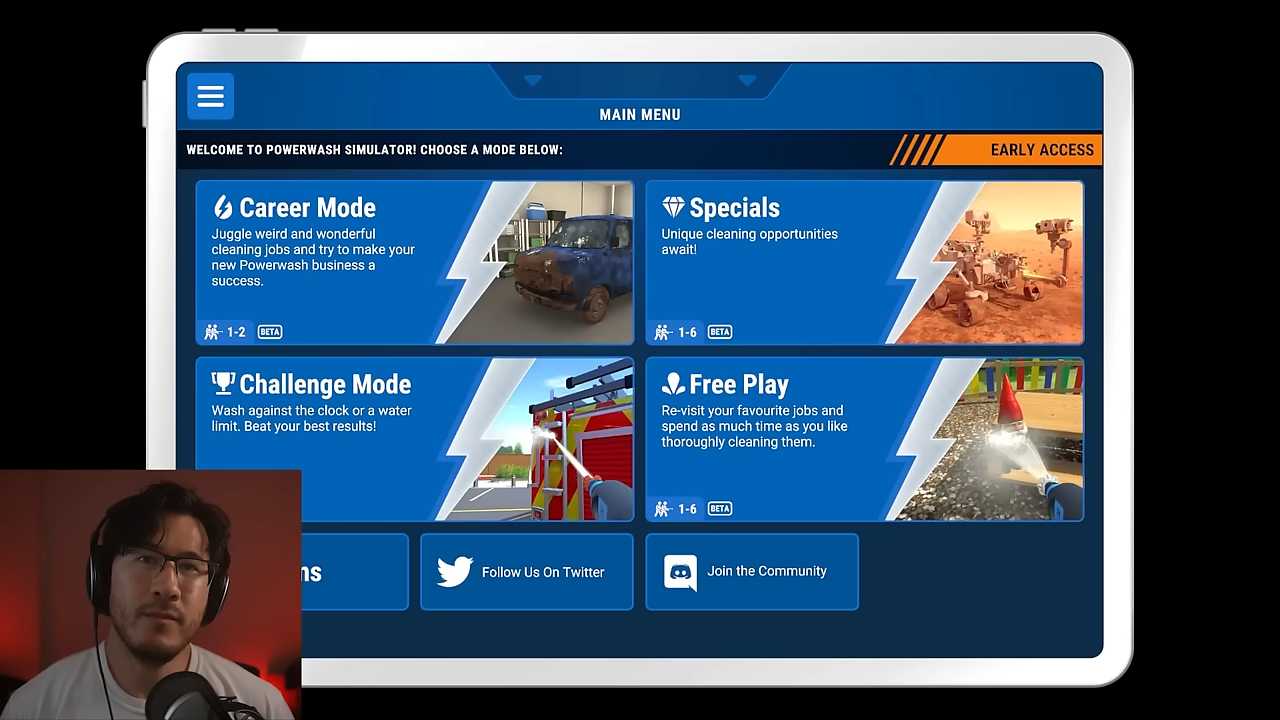 MAIN MENU
WELCOME TO POWERWASH SIMULATOR! CHOOSE A MODE BELOW:
EARLY ACCESS
Career Mode
Juggle weird and wonderful
cleaning jobs and try to make your
new Powerwash business a
success.
1-2 BETA
Specials
Unique cleaning opportunities
await!
1-6 BETA
Challenge Mode
Wash against the clock or a water
limit. Beat your best results!
Free Play
Re-visit your favourite jobs and
spend as much time as you like
thoroughly cleaning them.
1-6 BETA
ns
Follow Us On Twitter
Join the Community